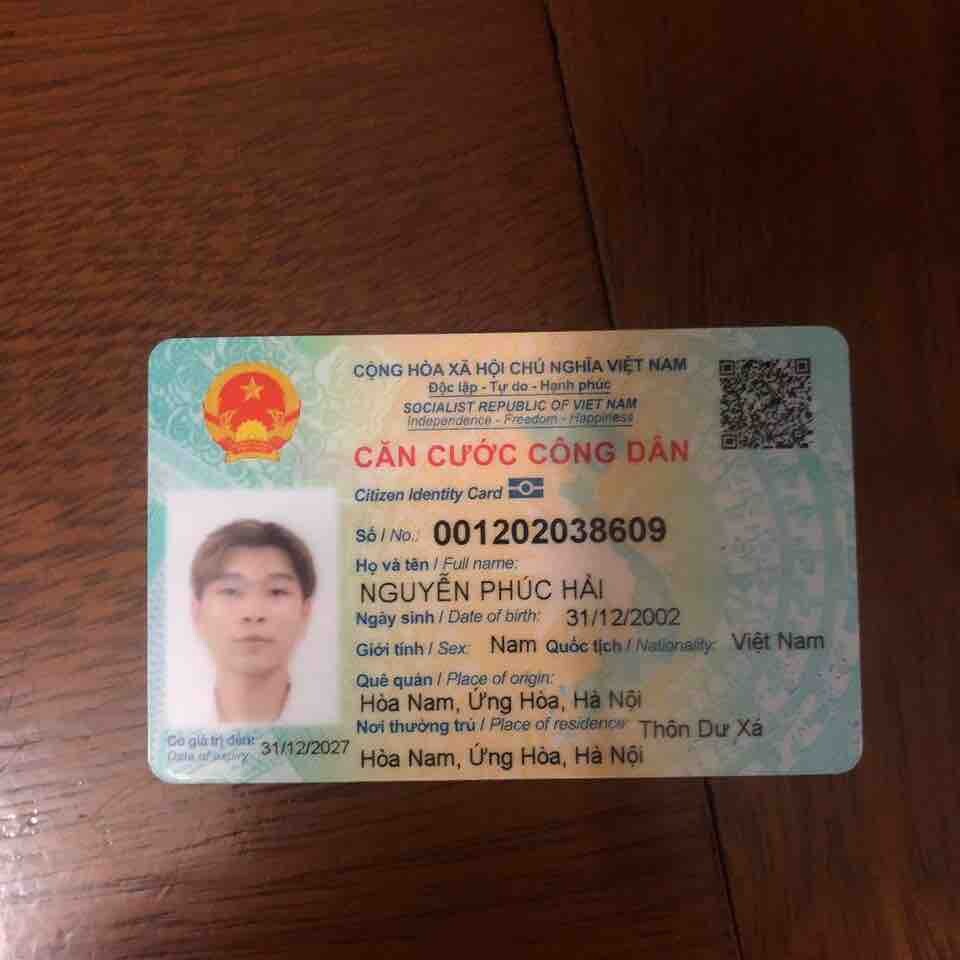 CỘNG HÒA XÃ HỘI CHỦ NGHĨA VIỆT NAM
Độc lập - Tự do - Hạnh phúc
SOCIALIST REPUBLIC OF VIET NAM
Independence - Freedom - Happiness
CĂN CƯỚC CÔNG DÂN
Citizen Identity Card
Số / No.: 001202038609
Họ và tên / Full name:
NGUYỄN PHÚC HẢI
Ngày sinh / Date of birth: 31/12/2002
Giới tính / Sex: Nam Quốc tịch / Nationality: Việt Nam
Quê quán / Place of origin:
Hòa Nam, Ứng Hòa, Hà Nội
Nơi thường trú / Place of residence: Thôn Dư Xá
Hòa Nam, Ứng Hòa, Hà Nội
Có giá trị đến: 31/12/2027
Date of expiry